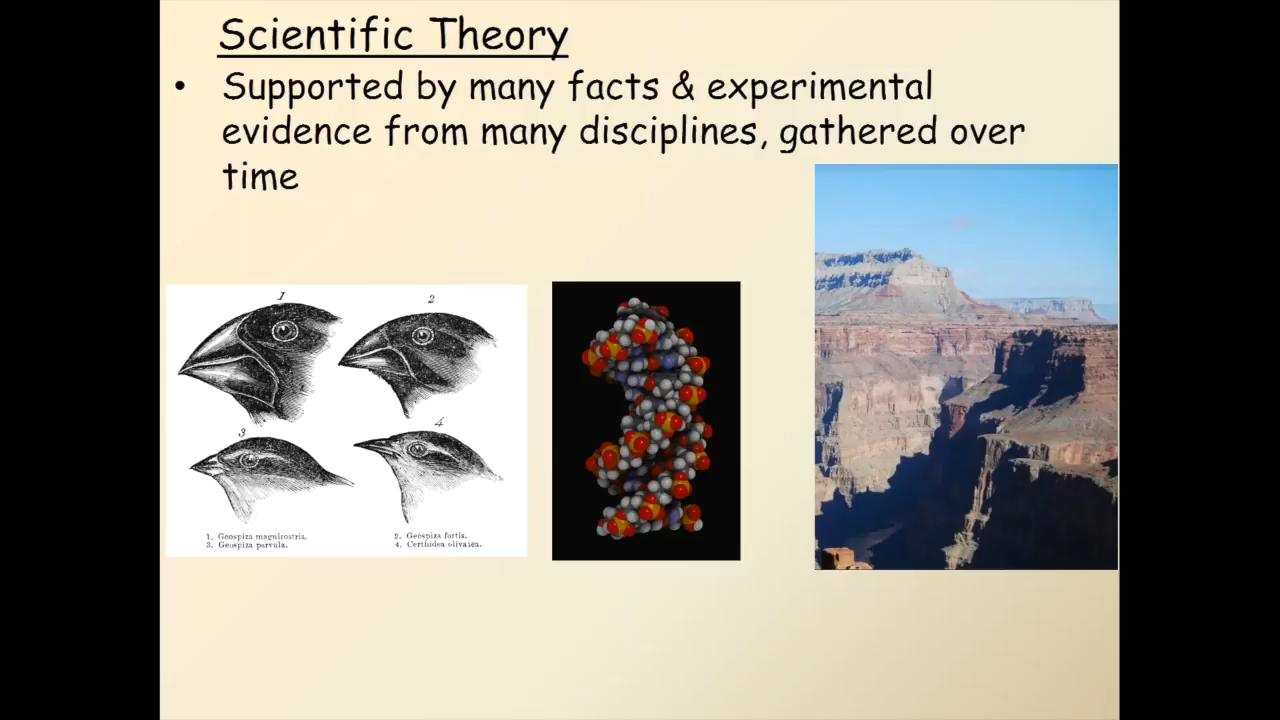 Scientific Theory
• Supported by many facts & experimental
evidence from many disciplines, gathered over
time
1
2
3
4
1. Geospiza magnirostris. 2. Geospiza fortis.
3. Geospiza parvula. 4. Certhidea olivasea.